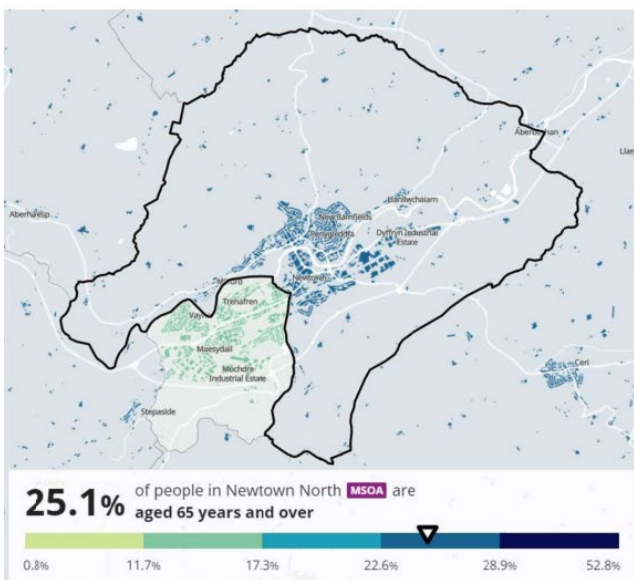 Aberbechan
Aberhafesp
Llanllwchaiarn
New Barnfields
Penygloddfa
Dyffryn Industrial
Estate
Newtown
Milford
Trehafren
Maesydail
Mochdre
Industrial Estate
Ceri
Stepaside
25.1% of people in Newtown North MSOA are
aged 65 years and over
0.8% 11.7% 17.3% 22.6% 28.9% 52.8%